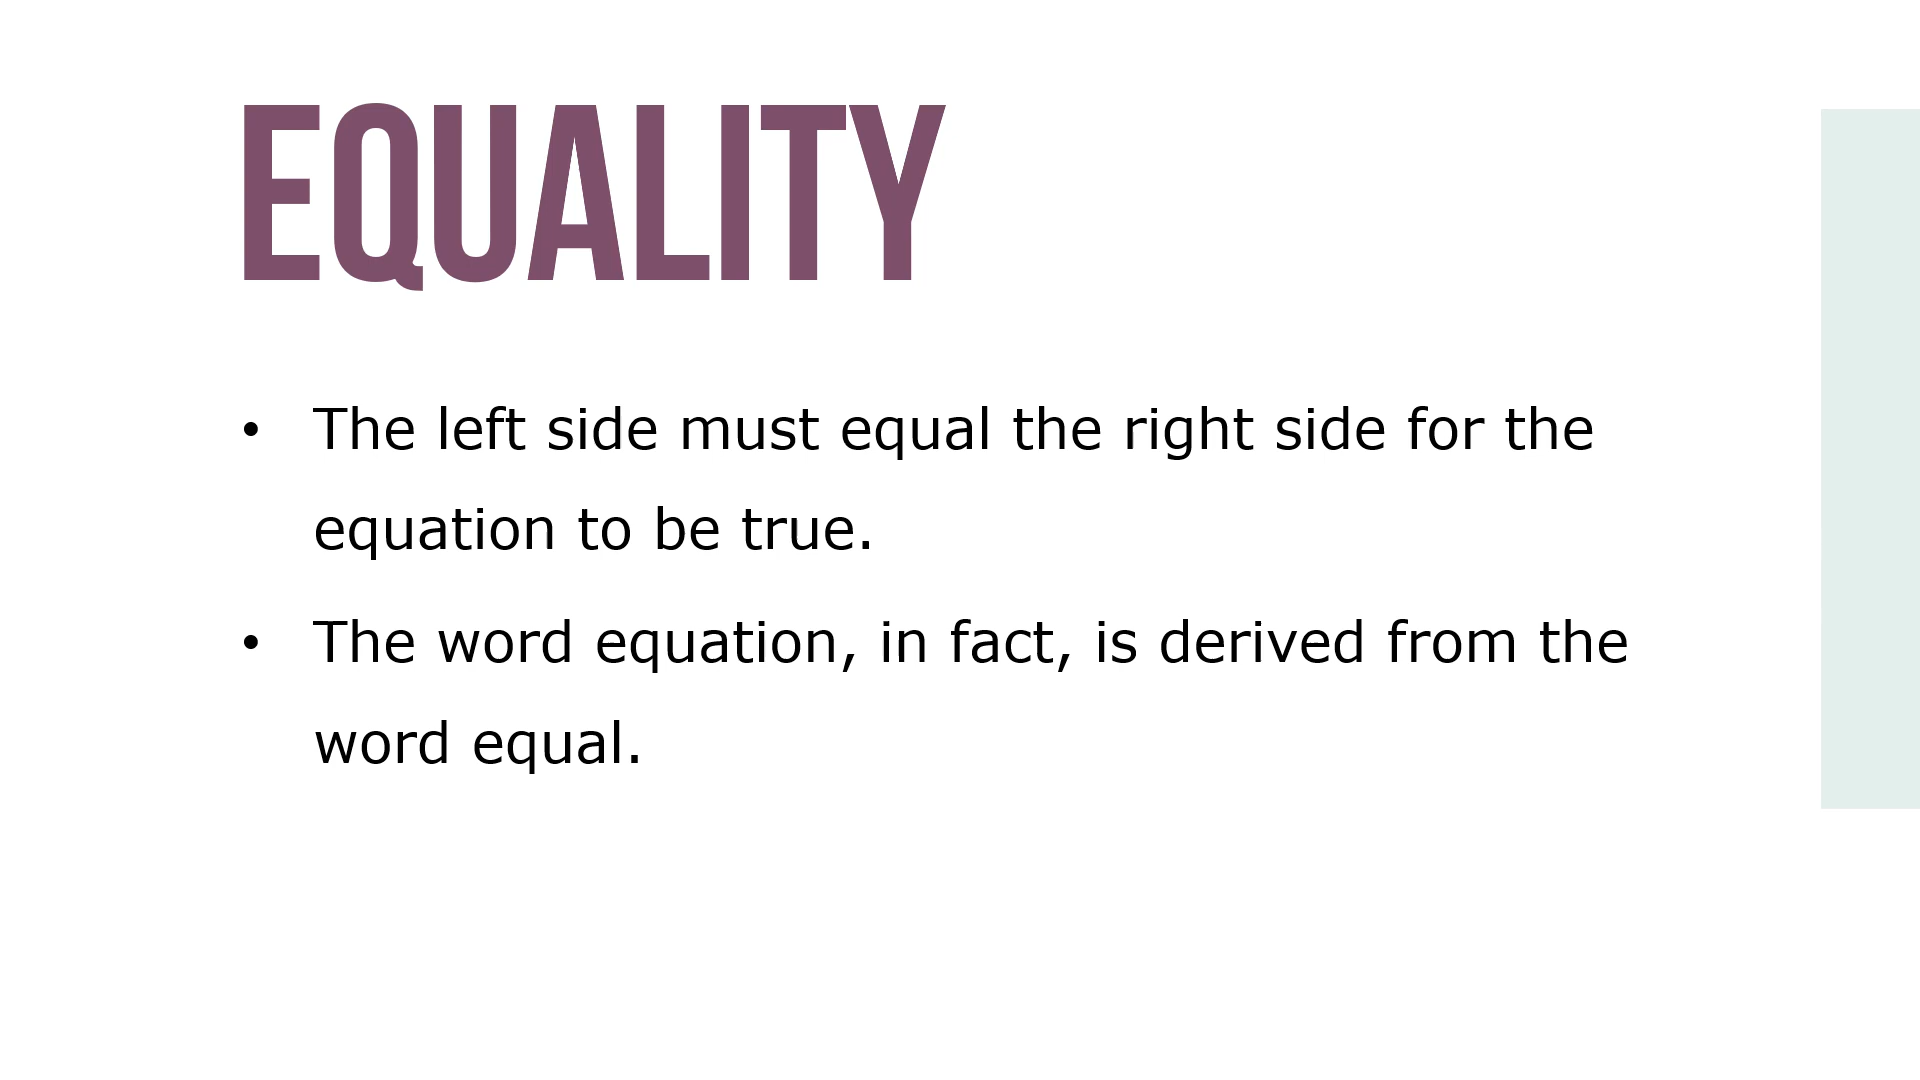 EQUALITY
• The left side must equal the right side for the
equation to be true.
• The word equation, in fact, is derived from the
word equal.